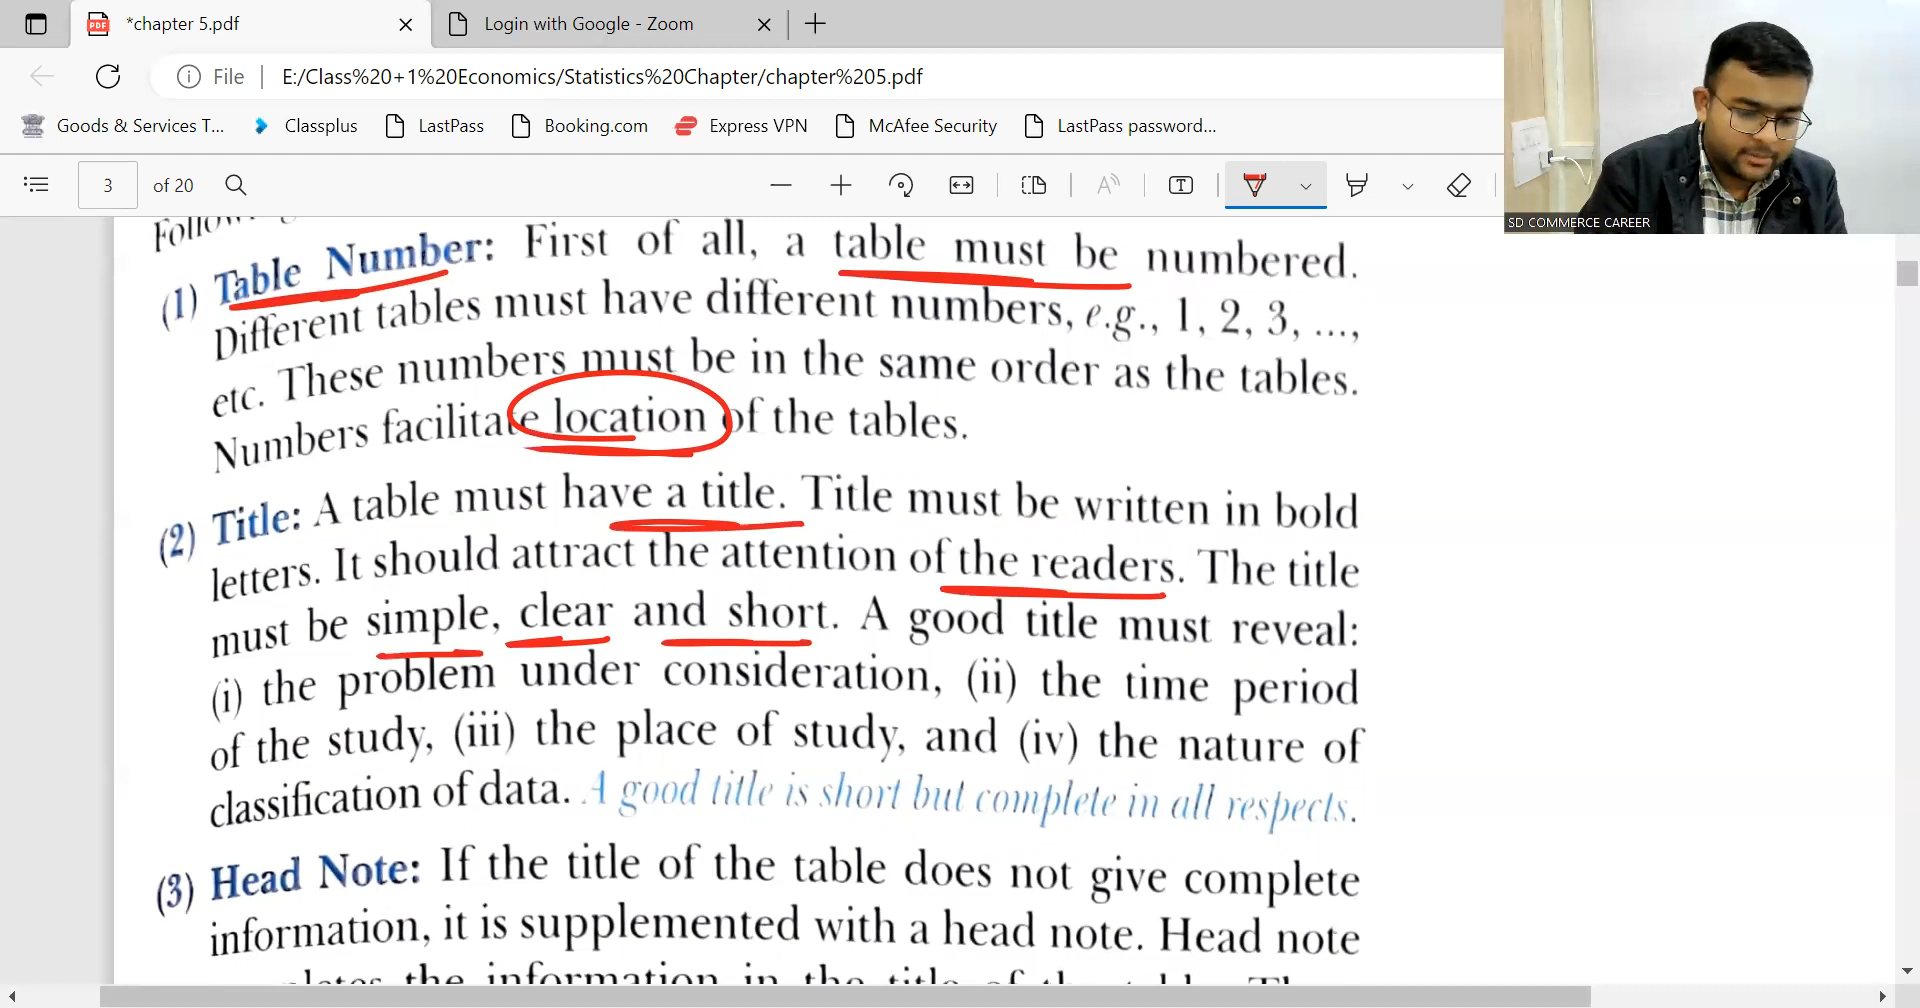 *chapter 5.pdf
Login with Google - Zoom
File
E:/Class%20+1%20Economics/Statistics%20Chapter/chapter%205.pdf
Goods & Services T... Classplus LastPass Booking.com Express VPN McAfee Security LastPass password...
3 of 20
SD COMMERCE CAREER
(1) Table Number: First of all, a table must be numbered.
Different tables must have different numbers, e.g., 1, 2, 3, ...,
etc. These numbers must be in the same order as the tables.
Numbers facilitate location of the tables.
(2) Title: A table must have a title. Title must be written in bold
letters. It should attract the attention of the readers. The title
must be simple, clear and short. A good title must reveal:
(i) the problem under consideration, (ii) the time period
of the study, (iii) the place of study, and (iv) the nature of
classification of data. A good title is short but complete in all respects.
(3) Head Note: If the title of the table does not give complete
information, it is supplemented with a head note. Head note
the information in the title of